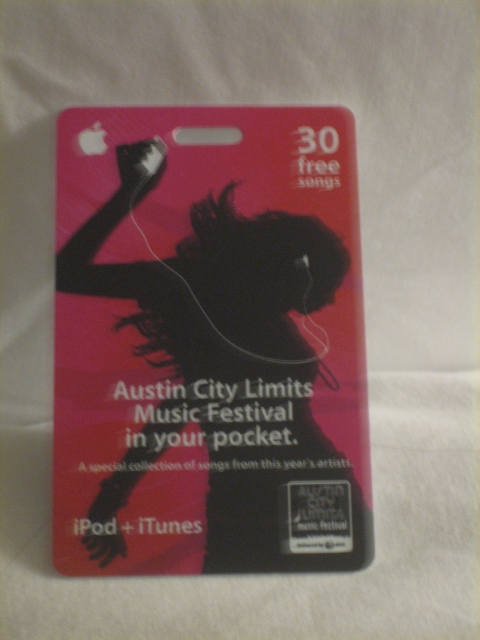 30
free
songs
Austin City Limits
Music Festival
in your pocket.
A special collection of songs from this year's artists.
iPod + iTunes
AUSTIN
CITY
LIMITS
music festival